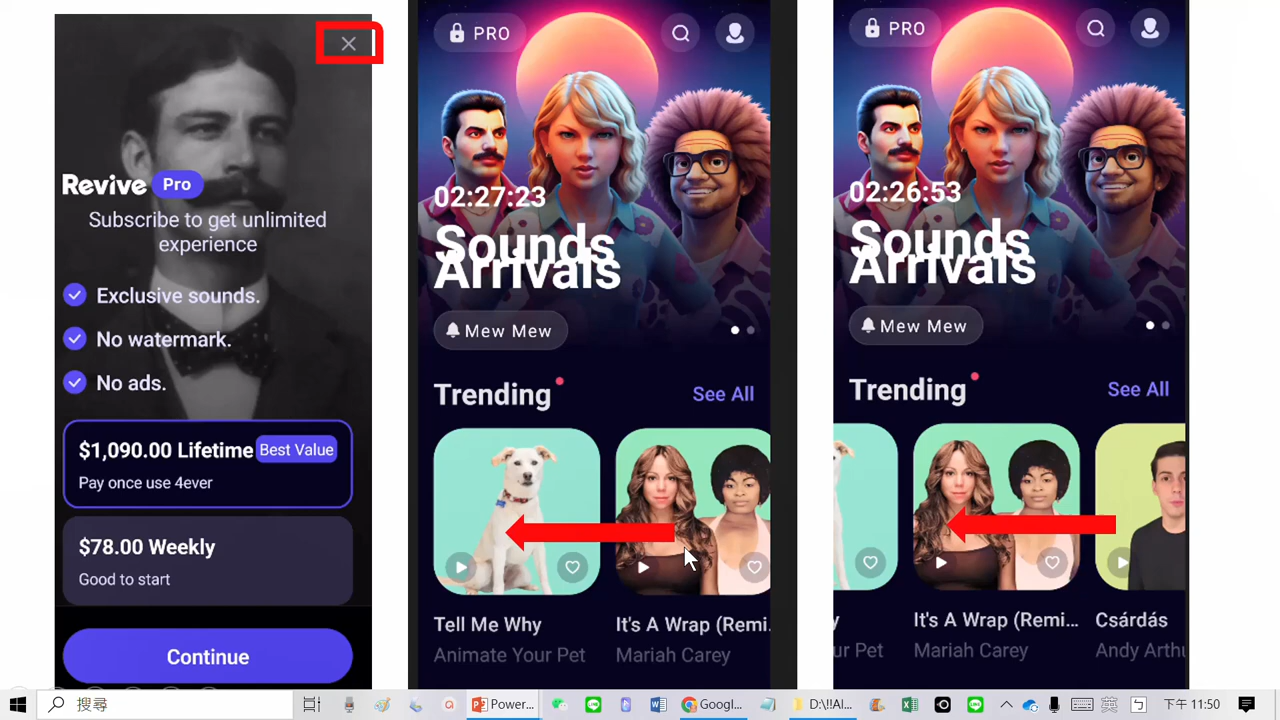 Revive Pro
Subscribe to get unlimited
experience
Exclusive sounds.
No watermark.
No ads.
$1,090.00 Lifetime Best Value
Pay once use 4ever
$78.00 Weekly
Good to start
Continue
PRO
02:27:23
Sounds
Arrivals
Mew Mew
Trending
See All
Tell Me Why
Animate Your Pet
It's A Wrap (Remi.
Mariah Carey
PRO
02:26:53
Sounds
Arrivals
Mew Mew
Trending
See All
y
ur Pet
It's A Wrap (Remi...
Mariah Carey
Csárdás
Andy Arthu
搜尋
Power...
Googl...
D:\!!AI...
英
下午 11:50